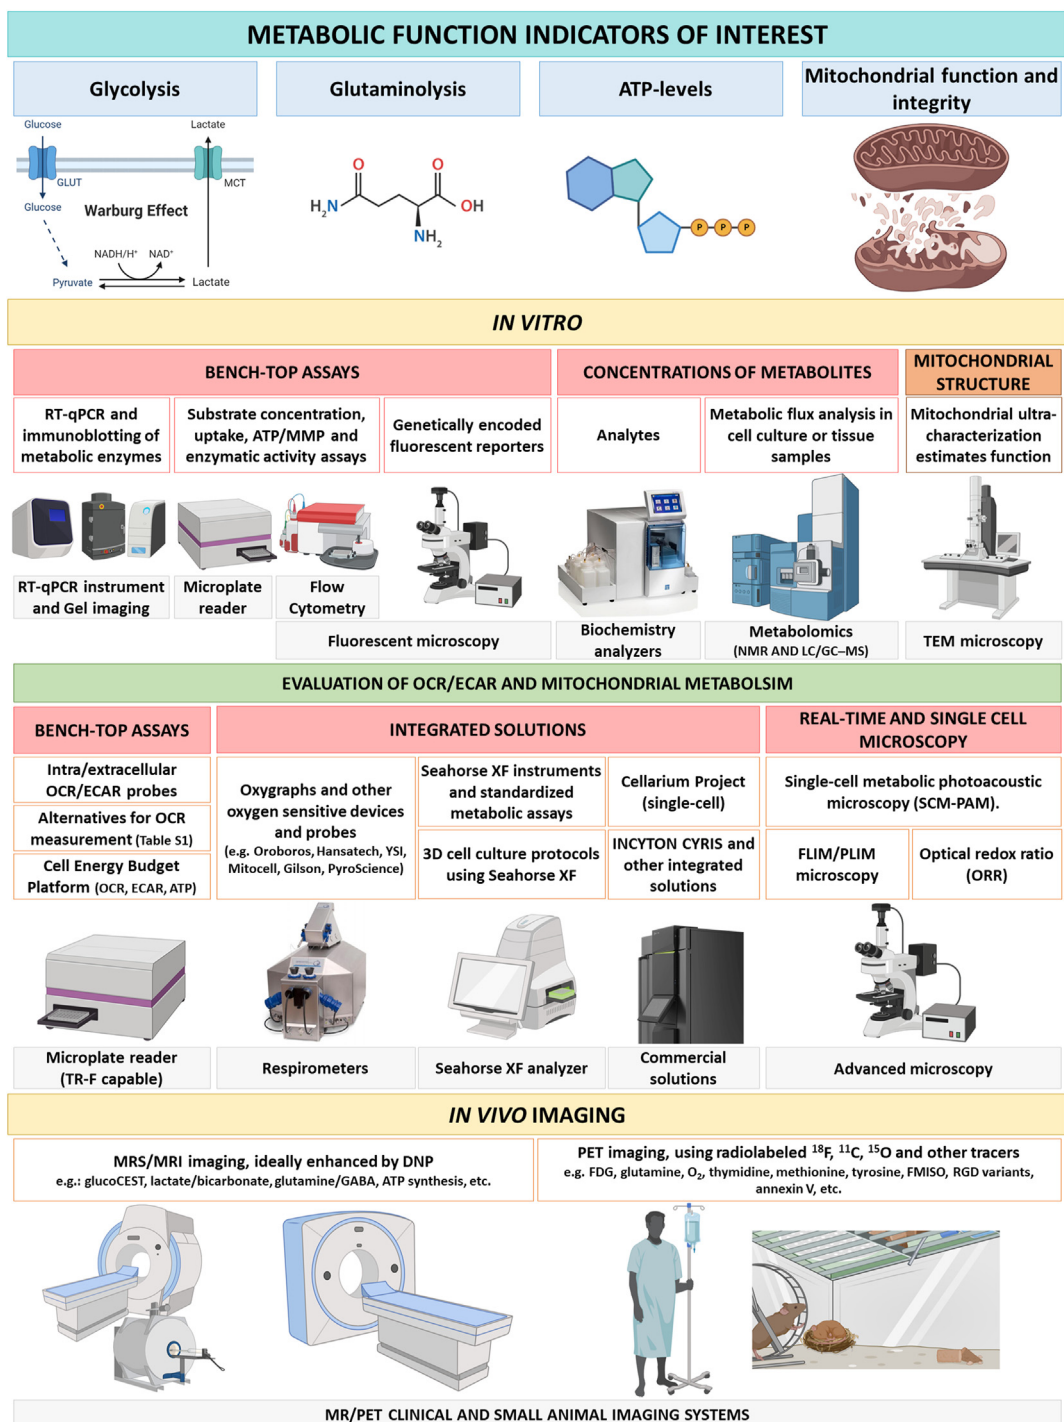 METABOLIC FUNCTION INDICATORS OF INTEREST
Glycolysis
Glutaminolysis
ATP-levels
Mitochondrial function and
integrity
Glucose
Lactate
GLUT
MCT
Glucose
Warburg Effect
NADH/H⁺
NAD⁺
Pyruvate
Lactate
O
O
H₂N
OH
NH₂
P
P
P
IN VITRO
BENCH-TOP ASSAYS
CONCENTRATIONS OF METABOLITES
MITOCHONDRIAL
STRUCTURE
RT-qPCR and
immunoblotting of
metabolic enzymes
Substrate concentration,
uptake, ATP/MMP and
enzymatic activity assays
Genetically encoded
fluorescent reporters
Analytes
Metabolic flux analysis in
cell culture or tissue
samples
Mitochondrial ultra-
characterization
estimates function
RT-qPCR instrument
and Gel imaging
Microplate
reader
Flow
Cytometry
Fluorescent microscopy
Biochemistry
analyzers
Metabolomics
(NMR AND LC/GC–MS)
TEM microscopy
EVALUATION OF OCR/ECAR AND MITOCHONDRIAL METABOLSIM
BENCH-TOP ASSAYS
INTEGRATED SOLUTIONS
REAL-TIME AND SINGLE CELL
MICROSCOPY
Intra/extracellular
OCR/ECAR probes
Alternatives for OCR
measurement (Table S1)
Cell Energy Budget
Platform (OCR, ECAR, ATP)
Oxygraphs and other
oxygen sensitive devices
and probes
(e.g. Oroboros, Hansatech, YSI,
Mitocell, Gilson, PyroScience)
Seahorse XF instruments
and standardized
metabolic assays
3D cell culture protocols
using Seahorse XF
Cellarium Project
(single-cell)
INCYTON CYRIS and
other integrated
solutions
Single-cell metabolic photoacoustic
microscopy (SCM-PAM).
FLIM/PLIM
microscopy
Optical redox ratio
(ORR)
Microplate reader
(TR-F capable)
Respirometers
Seahorse XF analyzer
Commercial
solutions
Advanced microscopy
IN VIVO IMAGING
MRS/MRI imaging, ideally enhanced by DNP
e.g.: glucoCEST, lactate/bicarbonate, glutamine/GABA, ATP synthesis, etc.
PET imaging, using radiolabeled ¹⁸F, ¹¹C, ¹⁵O and other tracers
e.g. FDG, glutamine, O₂, thymidine, methionine, tyrosine, FMISO, RGD variants,
annexin V, etc.
MR/PET CLINICAL AND SMALL ANIMAL IMAGING SYSTEMS